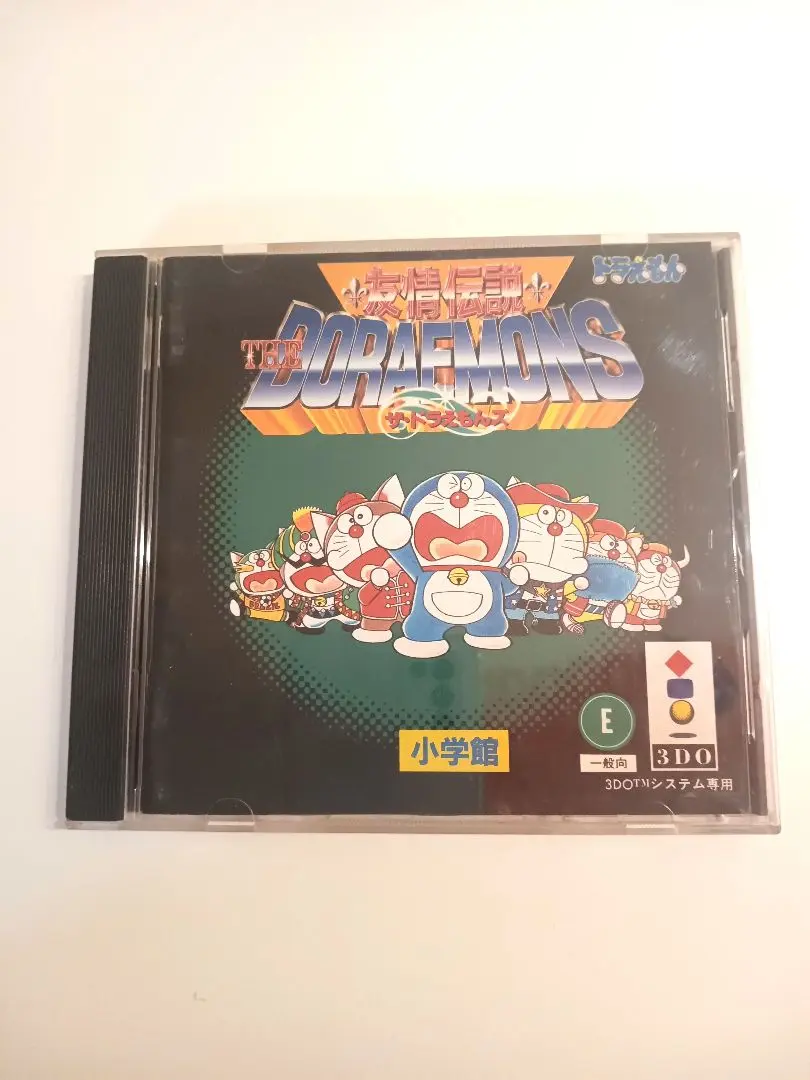 友情伝説
ドラえもん
THE DORAEMONS
ザ・ドラえもんズ
小学館
E
一般向
3DO
3DO™システム専用